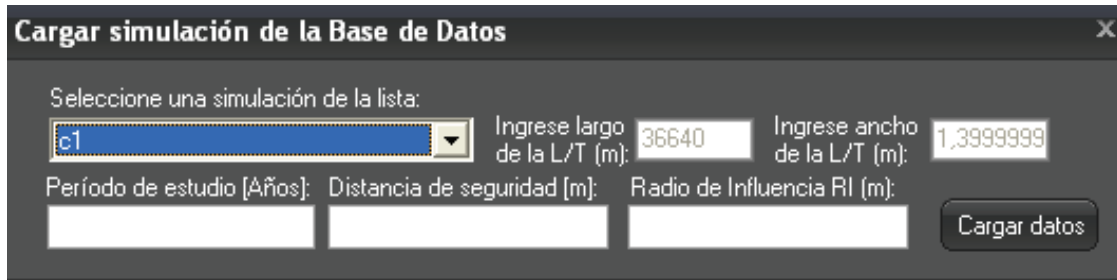 Cargar simulación de la Base de Datos
x
Seleccione una simulación de la lista:
c1
Ingrese largo
de la L/T (m):
36640
Ingrese ancho
de la L/T (m):
1,3999999
Período de estudio [Años]:
Distancia de seguridad [m]:
Radio de Influencia RI (m):
Cargar datos